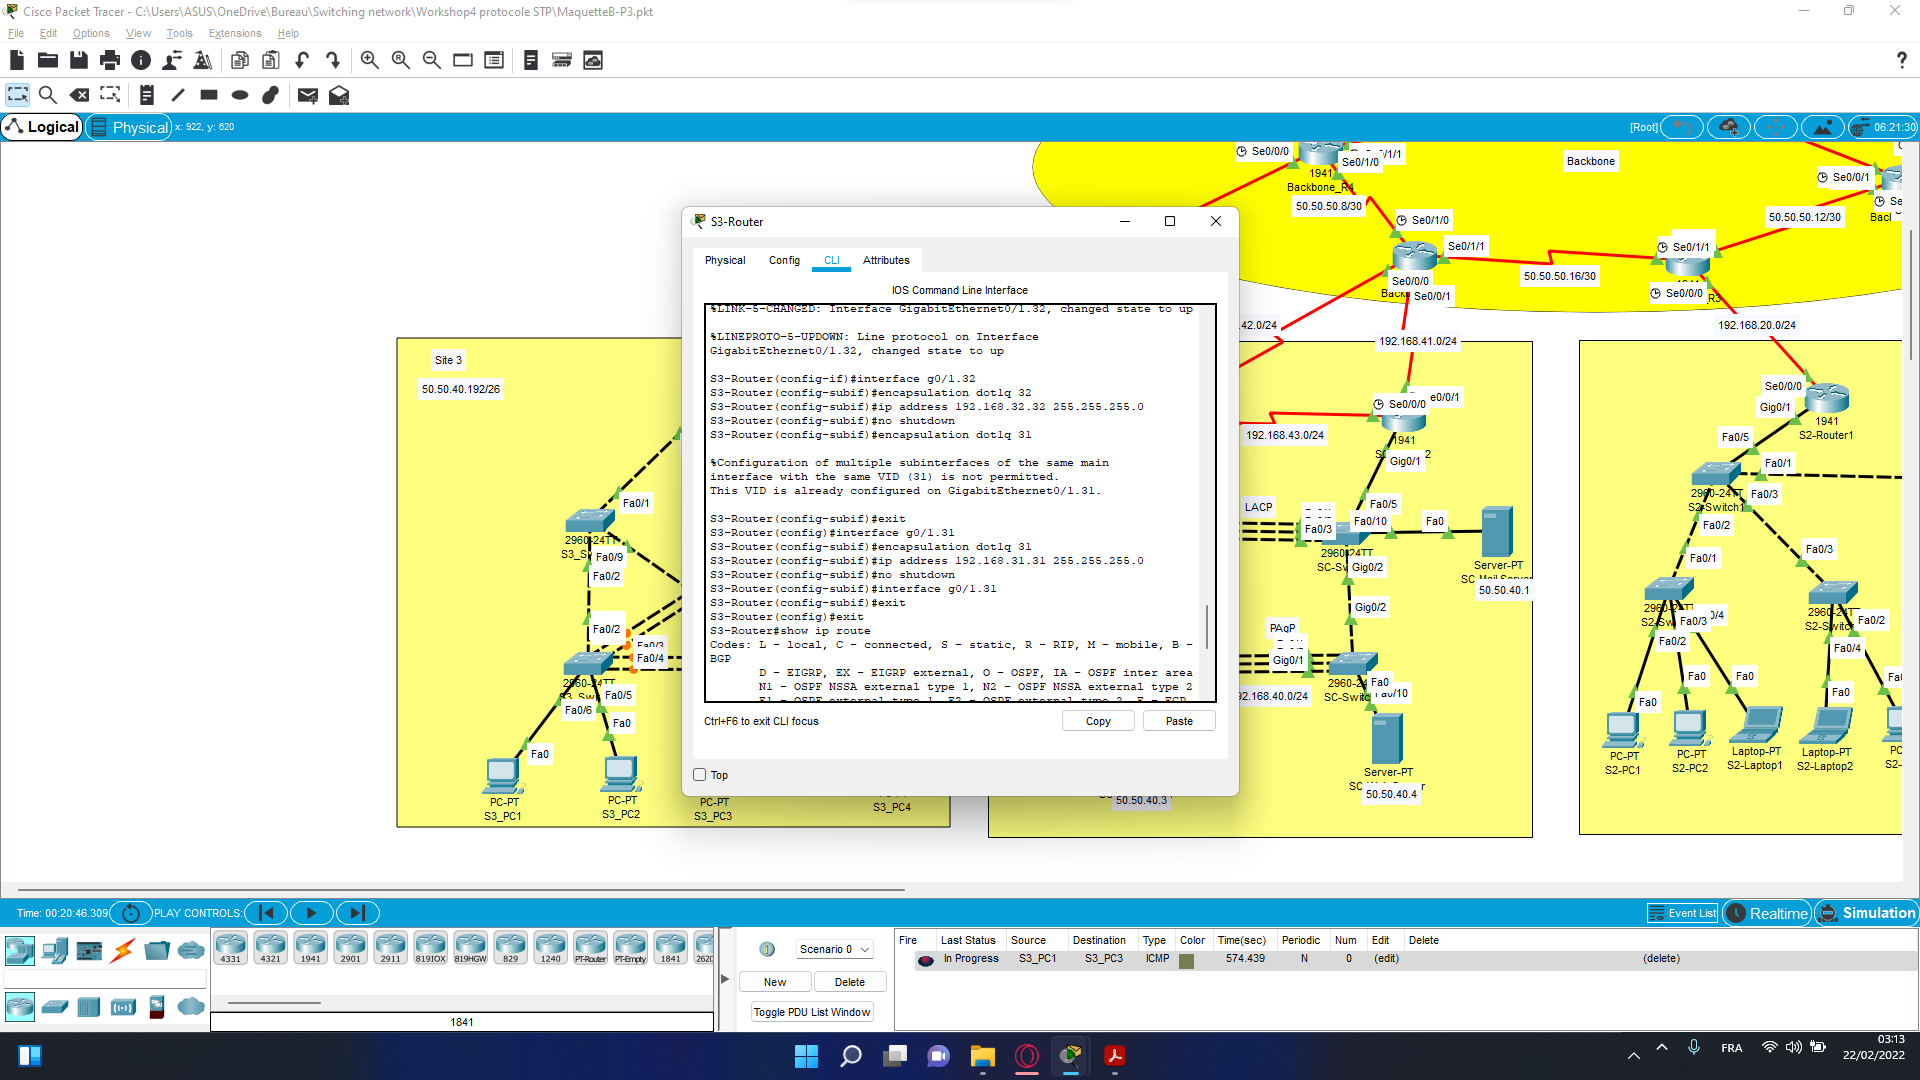 Cisco Packet Tracer - C:\Users\ASUS\OneDrive\Bureau\Switching network\Workshop4 protocole STP\MaquetteB-P3.pkt
File Edit Options View Tools Extensions Help
Logical
Physical
x: 922, y: 620
[Root]
06:21:30
Se0/0/0
Se0/1/0
1941
Backbone_R4
50.50.50.8/30
Backbone
Se0/0/1
50.50.50.12/30
Se0/1/0
Se0/1/1
Se0/1/1
50.50.50.16/30
Se0/0/0
Se0/0/1
Se0/0/0
R3
.42.0/24
192.168.41.0/24
192.168.20.0/24
Site 3
50.50.40.192/26
Fa0/1
2960-24TT
Fa0/9
Fa0/2
Fa0/2
Fa0/4
Fa0/5
Fa0/6
Fa0
Fa0
PC-PT
S3_PC1
PC-PT
S3_PC2
PC-PT
S3_PC3
S3_PC4
S3-Router
Physical Config CLI Attributes
IOS Command Line Interface
%LINK-5-CHANGED: Interface GigabitEthernet0/1.32, changed state to up
%LINEPROTO-5-UPDOWN: Line protocol on Interface
GigabitEthernet0/1.32, changed state to up
S3-Router(config-if)#interface g0/1.32
S3-Router(config-subif)#encapsulation dot1q 32
S3-Router(config-subif)#ip address 192.168.32.32 255.255.255.0
S3-Router(config-subif)#no shutdown
S3-Router(config-subif)#encapsulation dot1q 31
%Configuration of multiple subinterfaces of the same main
interface with the same VID (31) is not permitted.
This VID is already configured on GigabitEthernet0/1.31.
S3-Router(config-subif)#exit
S3-Router(config)#interface g0/1.31
S3-Router(config-subif)#encapsulation dot1q 31
S3-Router(config-subif)#ip address 192.168.31.31 255.255.255.0
S3-Router(config-subif)#no shutdown
S3-Router(config-subif)#interface g0/1.31
S3-Router(config-subif)#exit
S3-Router(config)#exit
S3-Router#show ip route
Codes: L - local, C - connected, S - static, R - RIP, M - mobile, B -
BGP
D - EIGRP, EX - EIGRP external, O - OSPF, IA - OSPF inter area
N1 - OSPF NSSA external type 1, N2 - OSPF NSSA external type 2
Ctrl+F6 to exit CLI focus
Copy
Paste
Top
Se0/0/0
e0/0/1
1941
192.168.43.0/24
Gig0/1
LACP
Fa0/5
Fa0/3
Fa0/10
Fa0
2960-24TT
Gig0/2
Server-PT
50.50.40.1
Gig0/2
PAgP
Gig0/1
Fa0
50.50.40.3
Server-PT
50.50.40.4
Se0/0/0
Gig0/1
1941
S2-Router1
Fa0/5
Fa0/1
2960-24TT
S2-Switch1
Fa0/3
Fa0/2
Fa0/1
Fa0/3
Fa0/3
0/4
Fa0/2
Fa0/2
Fa0/4
Fa0
Fa0
Fa0
Fa0
PC-PT
S2-PC1
PC-PT
S2-PC2
Laptop-PT
S2-Laptop1
Laptop-PT
S2-Laptop2
Time: 00:20:46.309
PLAY CONTROLS:
Event List
Realtime
Simulation
4331 4321 1941 2901 2911 819IOX 819HGW 829 1240 PT-Router PT-Empty 1841 2620
1841
Scenario 0
New
Delete
Toggle PDU List Window
Fire Last Status Source Destination Type Color Time(sec) Periodic Num Edit Delete
In Progress S3_PC1 S3_PC3 ICMP 574.439 N 0 (edit) (delete)
FRA
03:13
22/02/2022